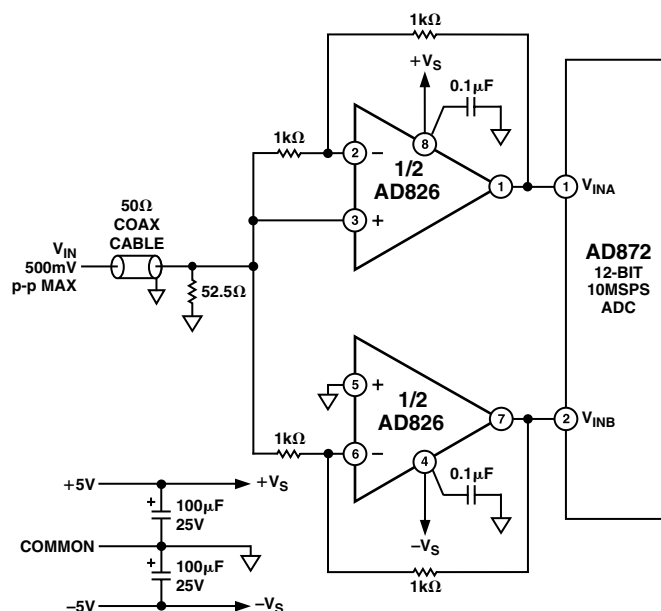 1kΩ
+VS
0.1μF
1kΩ
2
–
8
1/2
AD826
1
1
VINA
3
+
50Ω
COAX
CABLE
VIN
500mV
p-p MAX
52.5Ω
AD872
12-BIT
10MSPS
ADC
5
+
1/2
AD826
7
2
VINB
1kΩ
6
–
4
0.1μF
–VS
1kΩ
+5V
+VS
+
100μF
25V
COMMON
+
100μF
25V
–5V
–VS